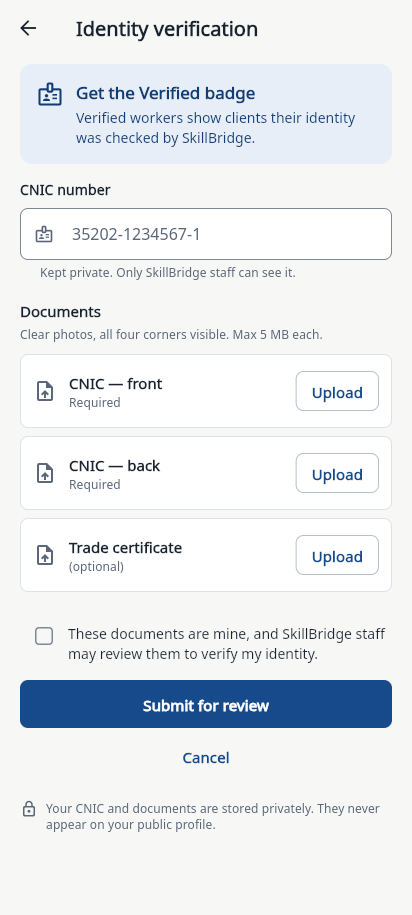 Identity verification
Get the Verified badge
Verified workers show clients their identity
was checked by SkillBridge.
CNIC number
35202-1234567-1
Kept private. Only SkillBridge staff can see it.
Documents
Clear photos, all four corners visible. Max 5 MB each.
CNIC — front
Required
Upload
CNIC — back
Required
Upload
Trade certificate
(optional)
Upload
These documents are mine, and SkillBridge staff
may review them to verify my identity.
Submit for review
Cancel
Your CNIC and documents are stored privately. They never
appear on your public profile.